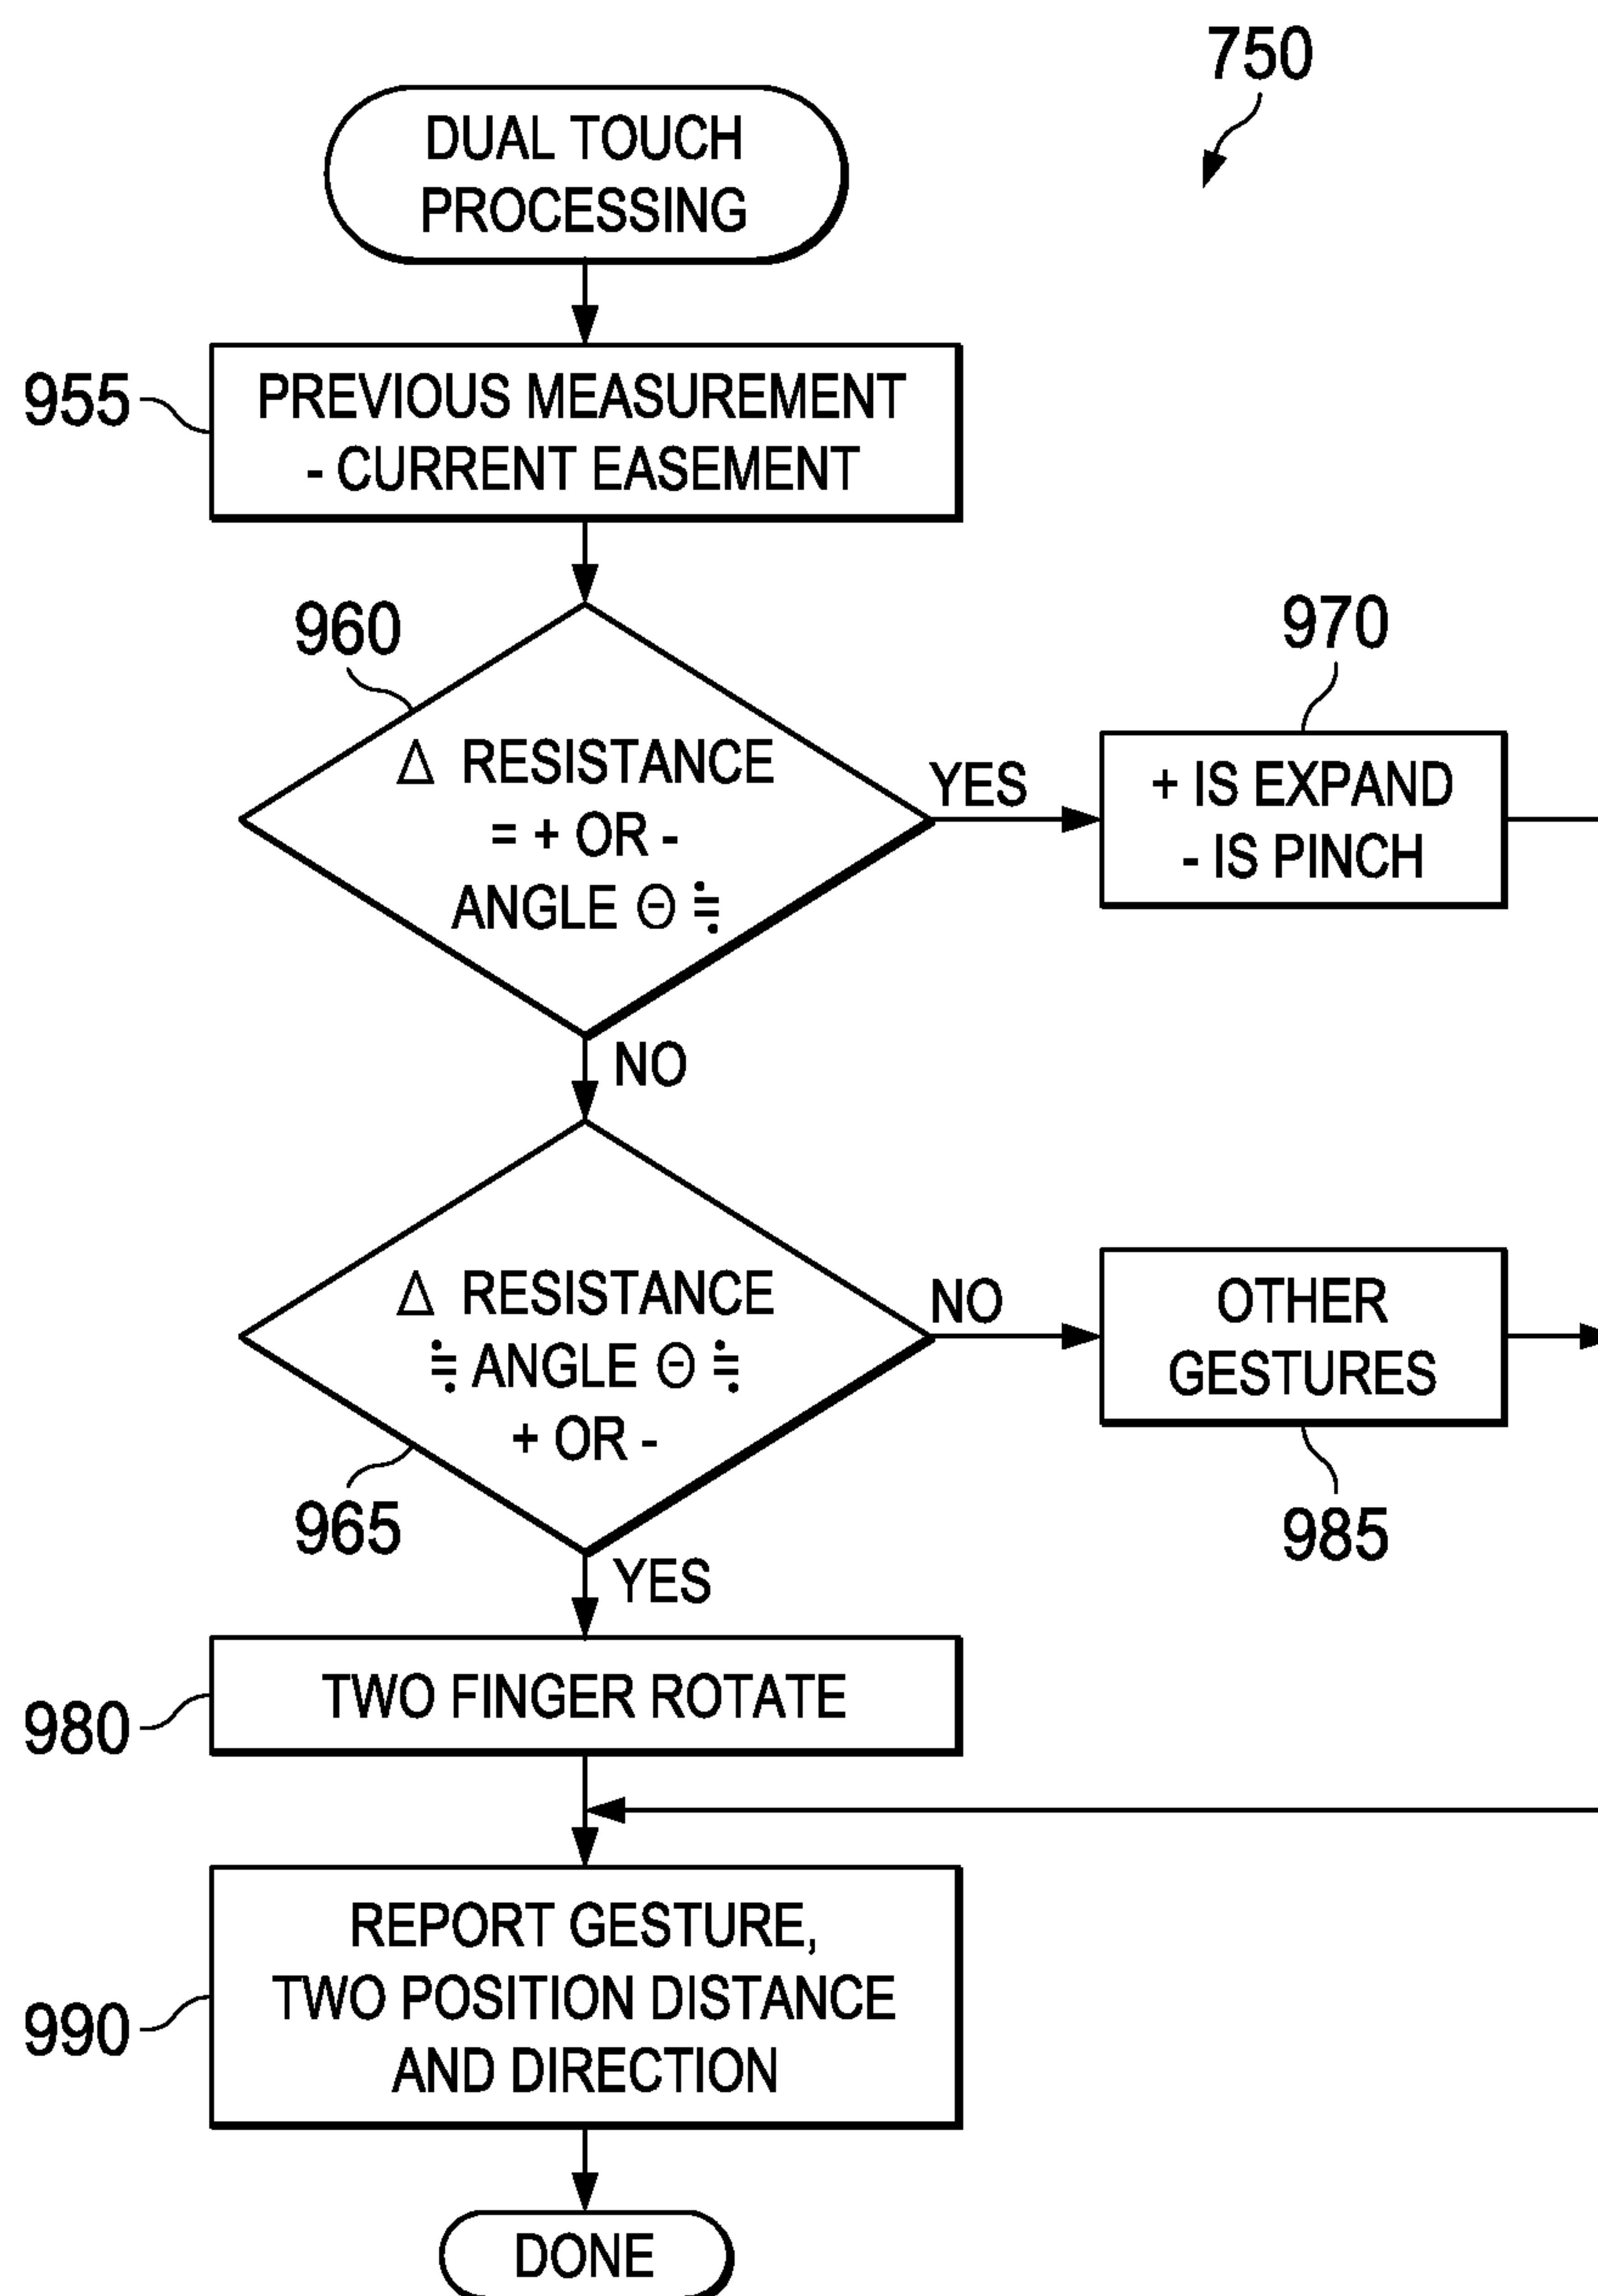 750
DUAL TOUCH
PROCESSING
955
PREVIOUS MEASUREMENT
- CURRENT EASEMENT
960
Δ RESISTANCE
= + OR -
ANGLE Θ ≒
YES
970
+ IS EXPAND
- IS PINCH
NO
Δ RESISTANCE
≒ ANGLE Θ ≒
+ OR -
965
NO
OTHER
GESTURES
985
YES
980
TWO FINGER ROTATE
990
REPORT GESTURE,
TWO POSITION DISTANCE
AND DIRECTION
DONE